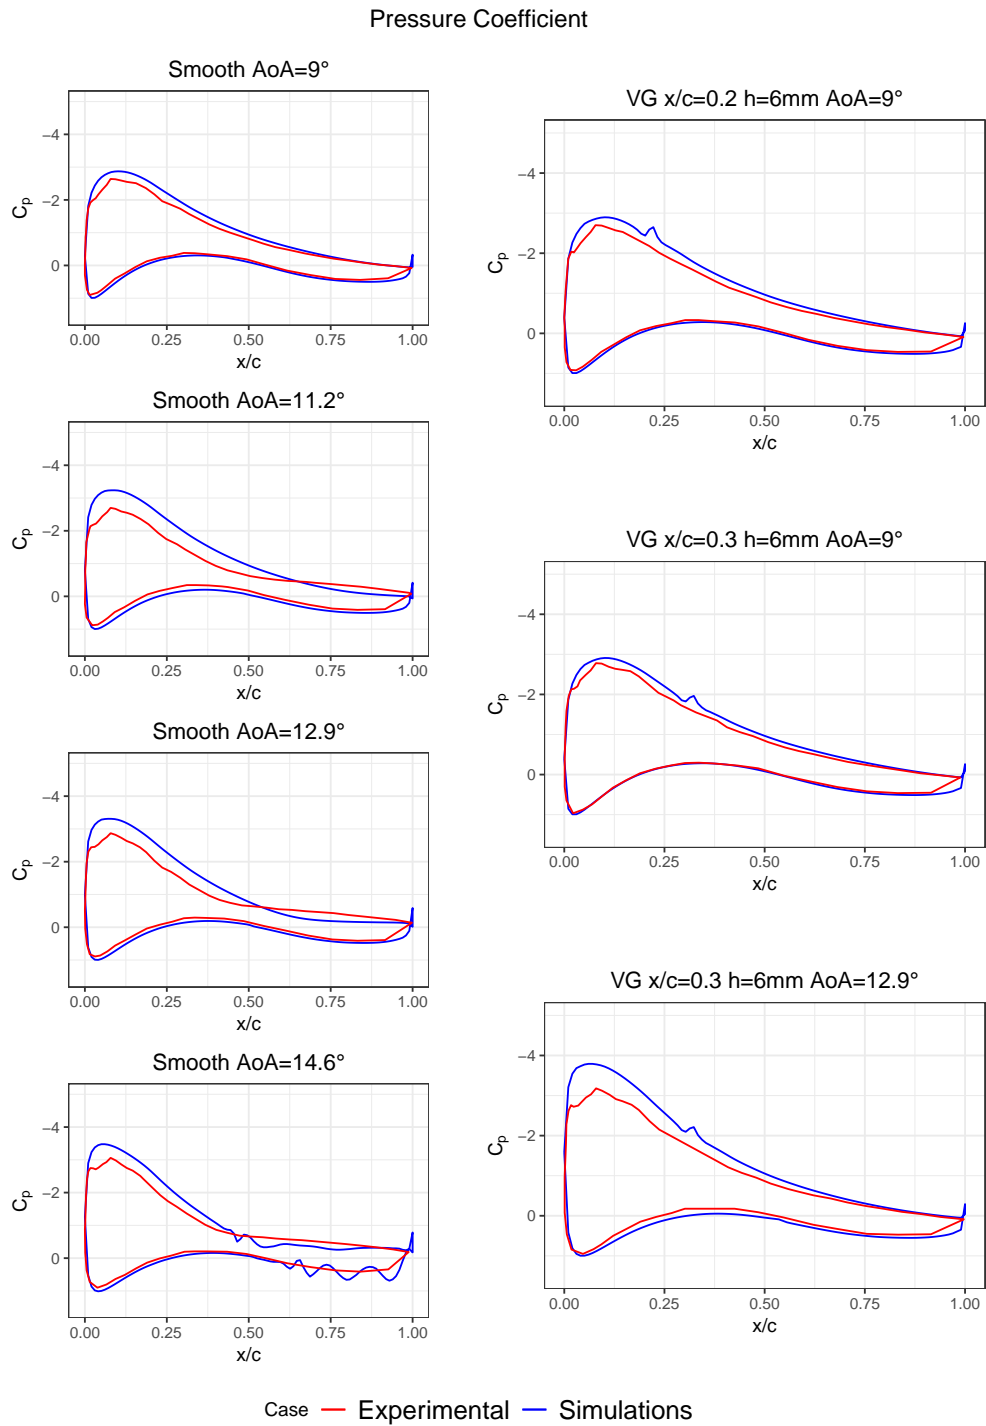 Pressure Coefficient
Smooth AoA=9°
−4
−2
0
Cp
0.00 0.25 0.50 0.75 1.00
x/c
Smooth AoA=11.2°
−4
−2
0
Cp
0.00 0.25 0.50 0.75 1.00
x/c
Smooth AoA=12.9°
−4
−2
0
Cp
0.00 0.25 0.50 0.75 1.00
x/c
Smooth AoA=14.6°
−4
−2
0
Cp
0.00 0.25 0.50 0.75 1.00
x/c
VG x/c=0.2 h=6mm AoA=9°
−4
−2
0
Cp
0.00 0.25 0.50 0.75 1.00
x/c
VG x/c=0.3 h=6mm AoA=9°
−4
−2
0
Cp
0.00 0.25 0.50 0.75 1.00
x/c
VG x/c=0.3 h=6mm AoA=12.9°
−4
−2
0
Cp
0.00 0.25 0.50 0.75 1.00
x/c
Case Experimental Simulations